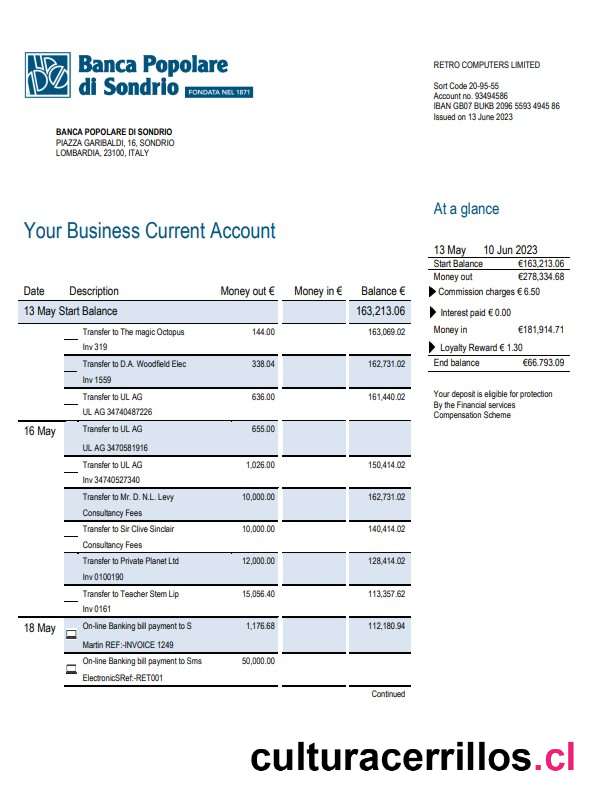 Banca Popolare
di Sondrio FONDATA NEL 1871
RETRO COMPUTERS LIMITED
Sort Code 20-95-55
Account no. 93494586
IBAN GB07 BUKB 2096 5593 4945 86
Issued on 13 June 2023
BANCA POPOLARE DI SONDRIO
PIAZZA GARIBALDI, 16, SONDRIO
LOMBARDIA, 23100, ITALY
Your Business Current Account
At a glance
13 May 10 Jun 2023
Start Balance €163,213.06
Money out €278,334.68
Commission charges € 6.50
Interest paid € 0.00
Money in €181,914.71
Loyalty Reward € 1.30
End balance €66.793.09
Your deposit is eligible for protection
By the Financial services
Compensation Scheme
Date Description Money out € Money in € Balance €
13 May Start Balance 163,213.06
Transfer to The magic Octopus 144.00 163,069.02
Inv 319
Transfer to D.A. Woodfield Elec 338.04 162,731.02
Inv 1559
Transfer to UL AG 636.00 161,440.02
UL AG 34740487226
16 May Transfer to UL AG 655.00
UL AG 3470581916
Transfer to UL AG 1,026.00 150,414.02
Inv 34740527340
Transfer to Mr. D. N.L. Levy 10,000.00 162,731.02
Consultancy Fees
Transfer to Sir Clive Sinclair 10,000.00 140,414.02
Consultancy Fees
Transfer to Private Planet Ltd 12,000.00 128,414.02
Inv 0100190
Transfer to Teacher Stem Lip 15,056.40 113,357.62
Inv 0161
18 May On-line Banking bill payment to S 1,176.68 112,180.94
Martin REF:-INVOICE 1249
On-line Banking bill payment to Sms 50,000.00
ElectronicSRef:-RET001
Continued
culturacerrillos.cl